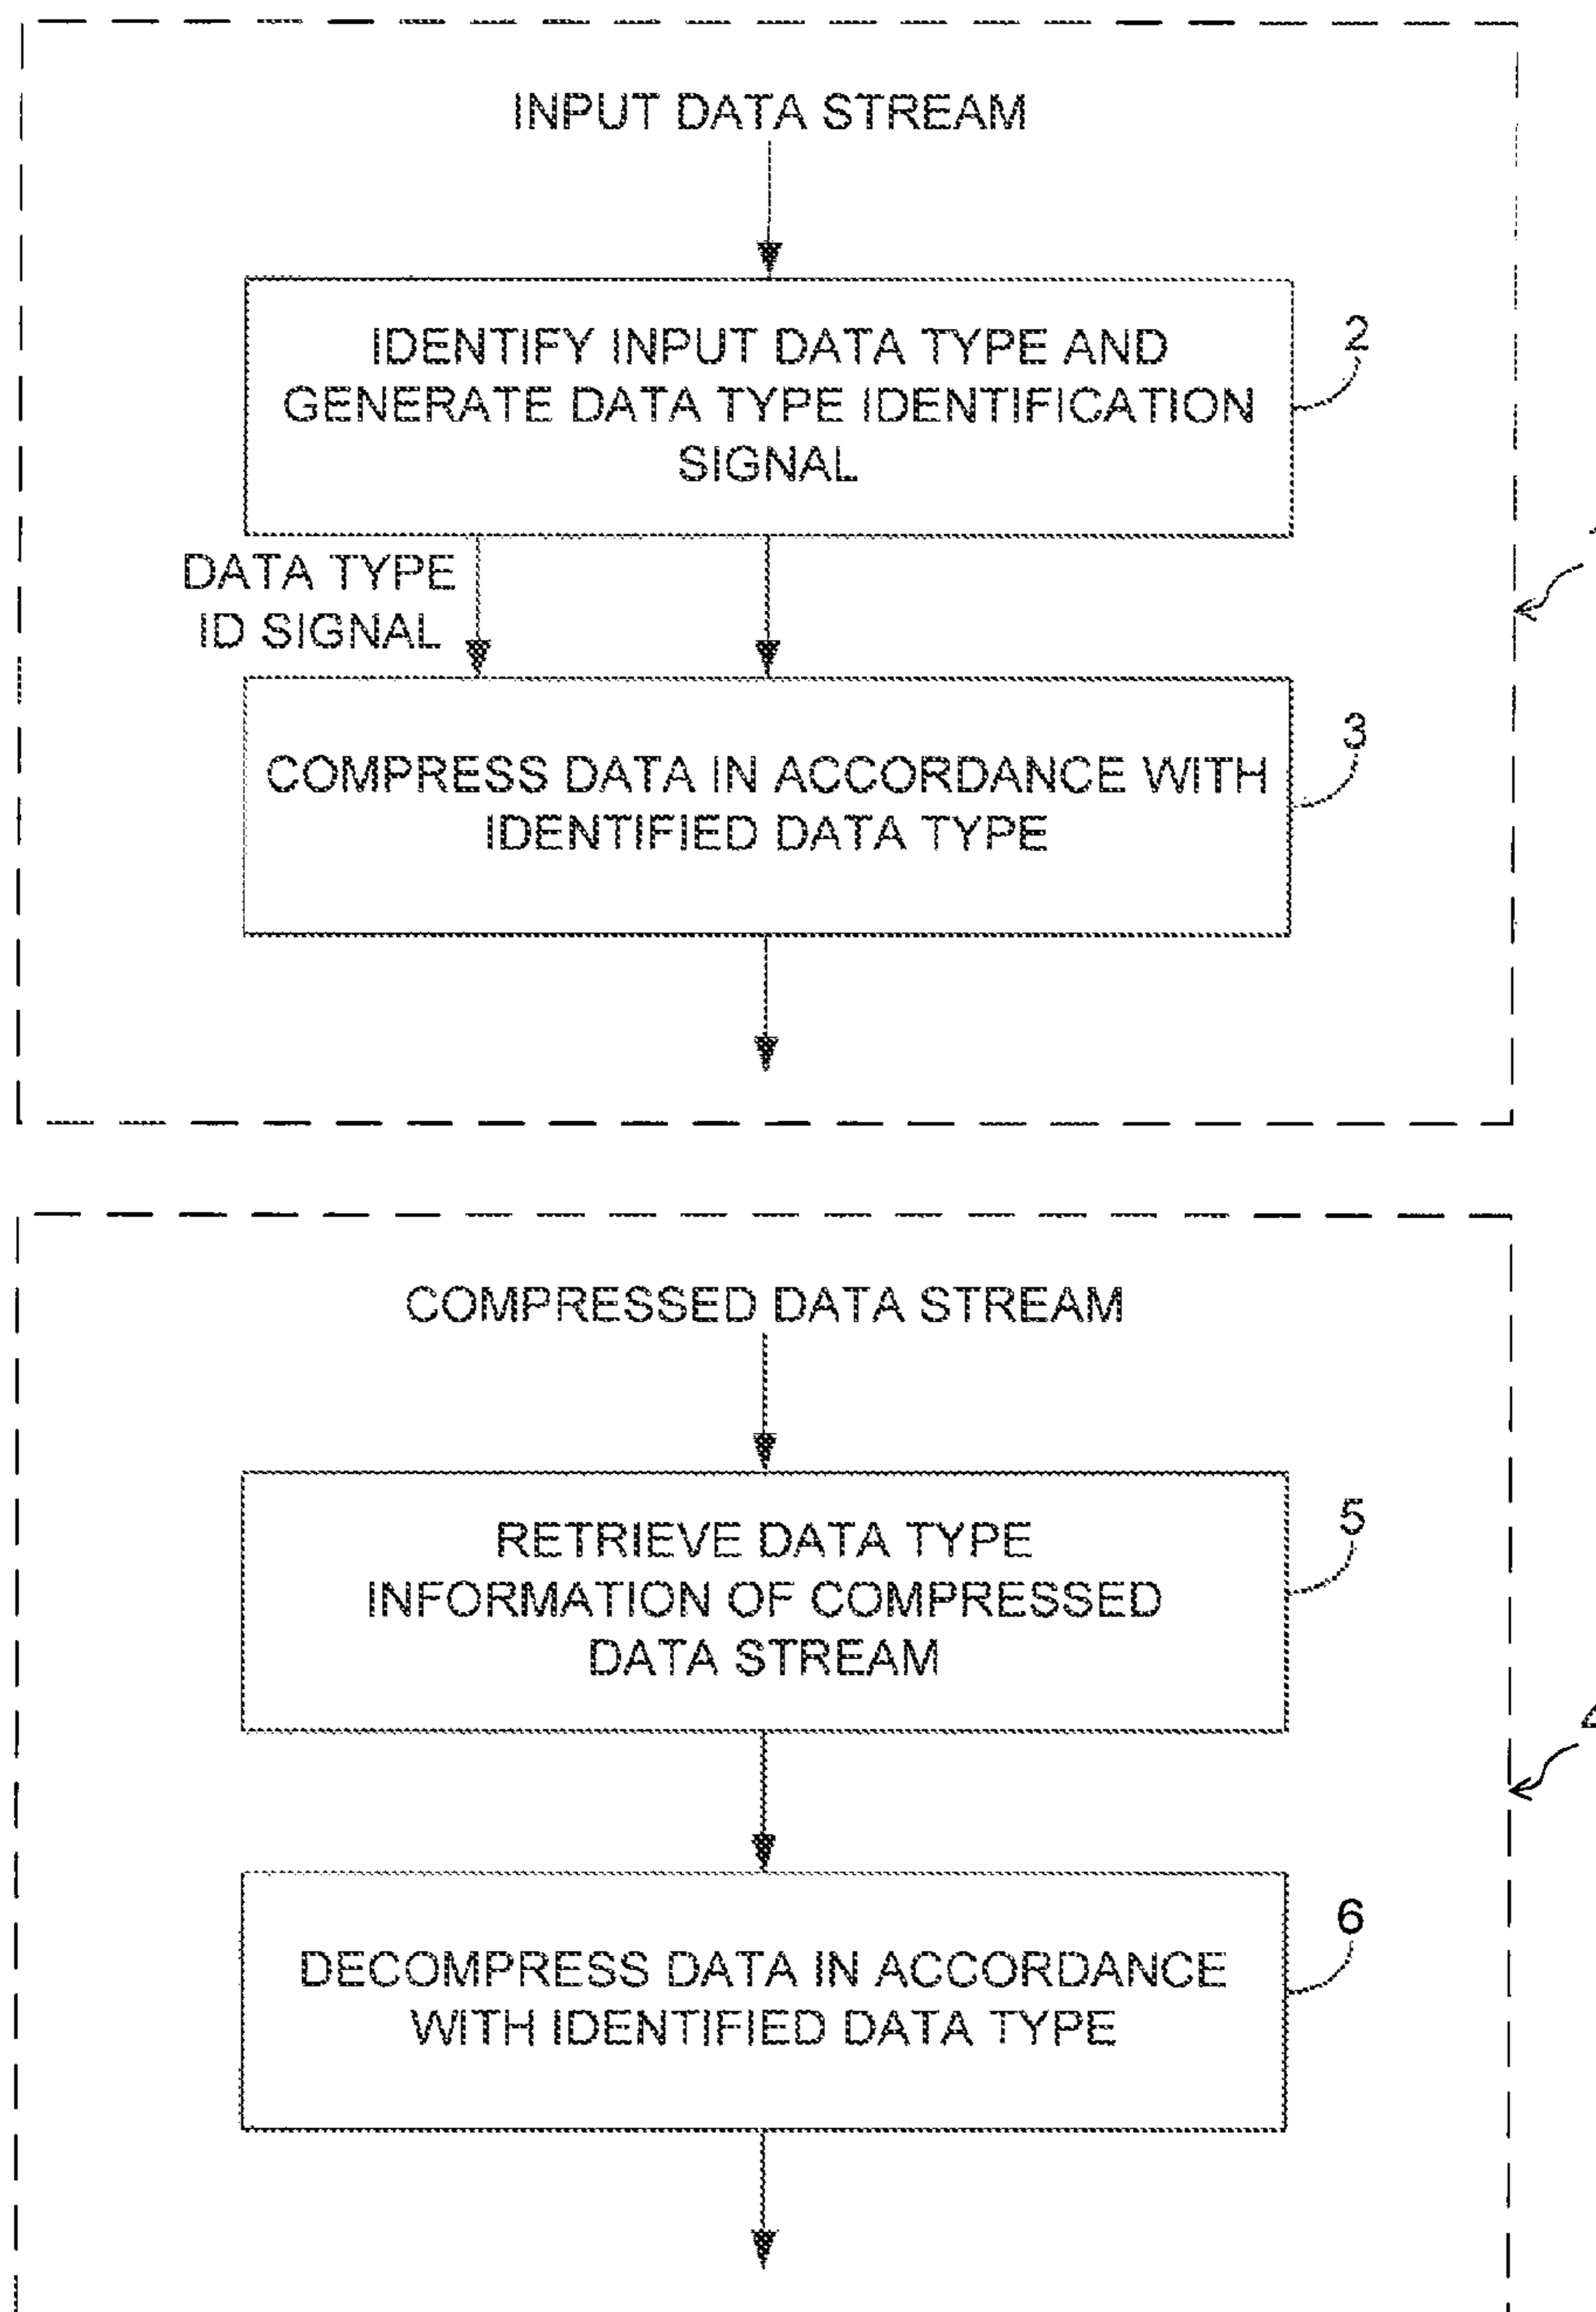 INPUT DATA STREAM
IDENTIFY INPUT DATA TYPE AND
GENERATE DATA TYPE IDENTIFICATION
SIGNAL
2
DATA TYPE
ID SIGNAL
COMPRESS DATA IN ACCORDANCE WITH
IDENTIFIED DATA TYPE
3
COMPRESSED DATA STREAM
RETRIEVE DATA TYPE
INFORMATION OF COMPRESSED
DATA STREAM
5
DECOMPRESS DATA IN ACCORDANCE
WITH IDENTIFIED DATA TYPE
6